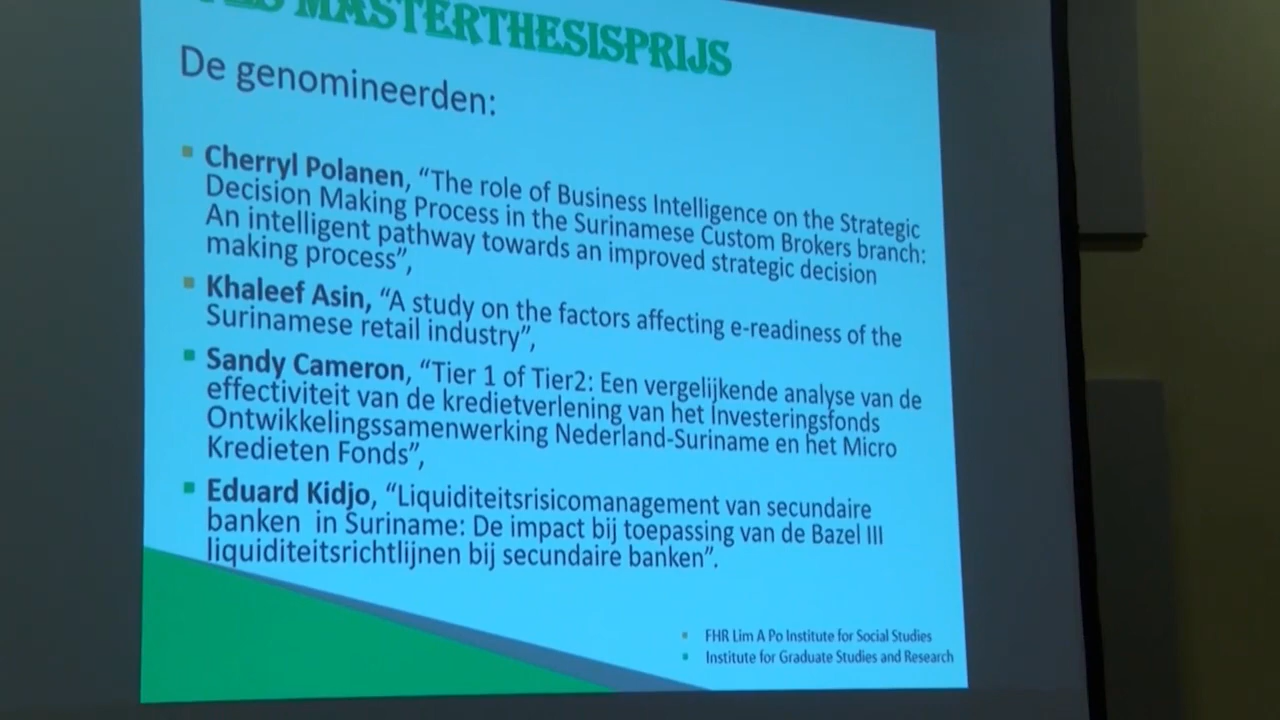 MASTERTHESISPRIJS
De genomineerden:
Cherryl Polanen, “The role of Business Intelligence on the Strategic
Decision Making Process in the Surinamese Custom Brokers branch:
An intelligent pathway towards an improved strategic decision
making process”,
Khaleef Asin, “A study on the factors affecting e-readiness of the
Surinamese retail industry”,
Sandy Cameron, “Tier 1 of Tier2: Een vergelijkende analyse van de
effectiviteit van de kredietverlening van het Investeringsfonds
Ontwikkelingssamenwerking Nederland-Suriname en het Micro
Kredieten Fonds”,
Eduard Kidjo, “Liquiditeitsrisicomanagement van secundaire
banken in Suriname: De impact bij toepassing van de Bazel III
liquiditeitsrichtlijnen bij secundaire banken”.
FHR Lim A Po Institute for Social Studies
Institute for Graduate Studies and Research